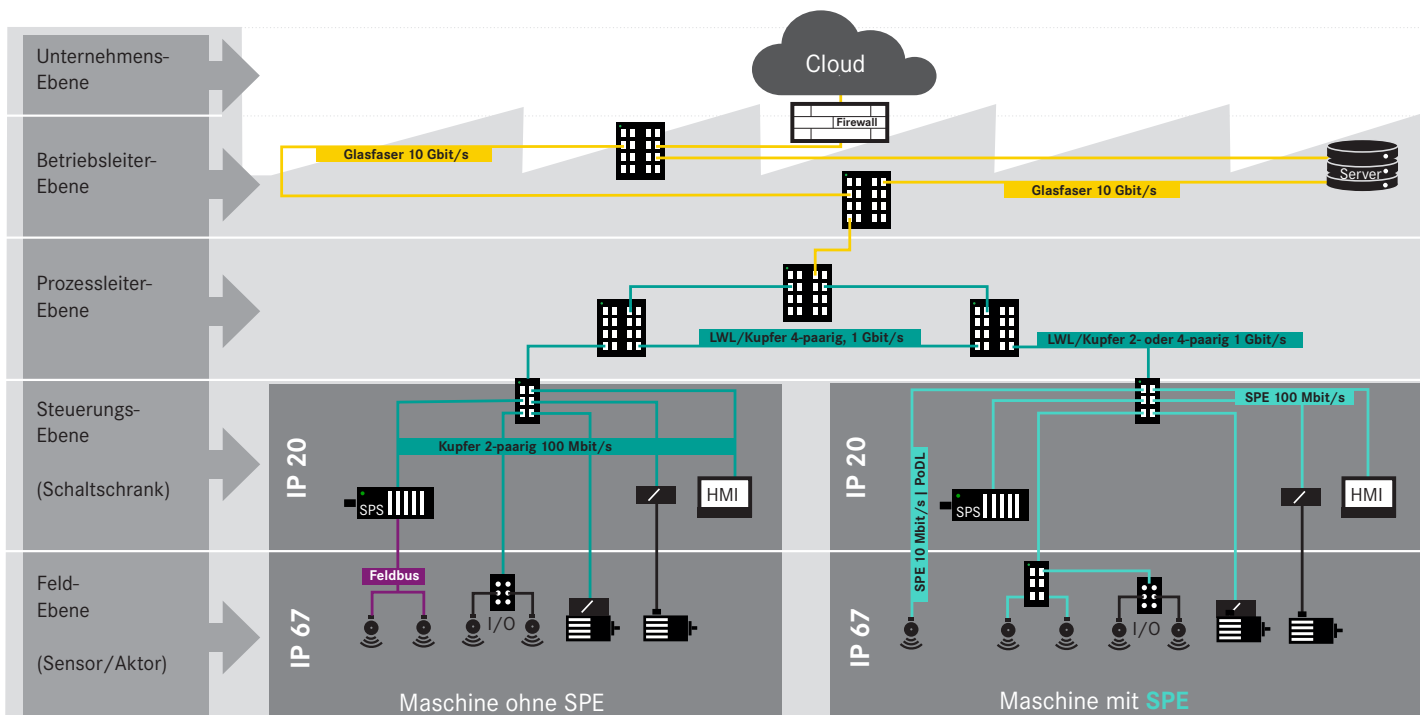 Unternehmens-
Ebene
Cloud
Firewall
Betriebsleiter-
Ebene
Glasfaser 10 Gbit/s
Server
Glasfaser 10 Gbit/s
Prozessleiter-
Ebene
LWL/Kupfer 4-paarig, 1 Gbit/s
LWL/Kupfer 2- oder 4-paarig 1 Gbit/s
Steuerungs-
Ebene
(Schaltschrank)
IP 20
Kupfer 2-paarig 100 Mbit/s
SPS
HMI
IP 20
SPE 100 Mbit/s
SPE 10 Mbit/s | PoDL
SPS
HMI
Feld-
Ebene
(Sensor/Aktor)
IP 67
Feldbus
I/O
Maschine ohne SPE
IP 67
I/O
Maschine mit SPE